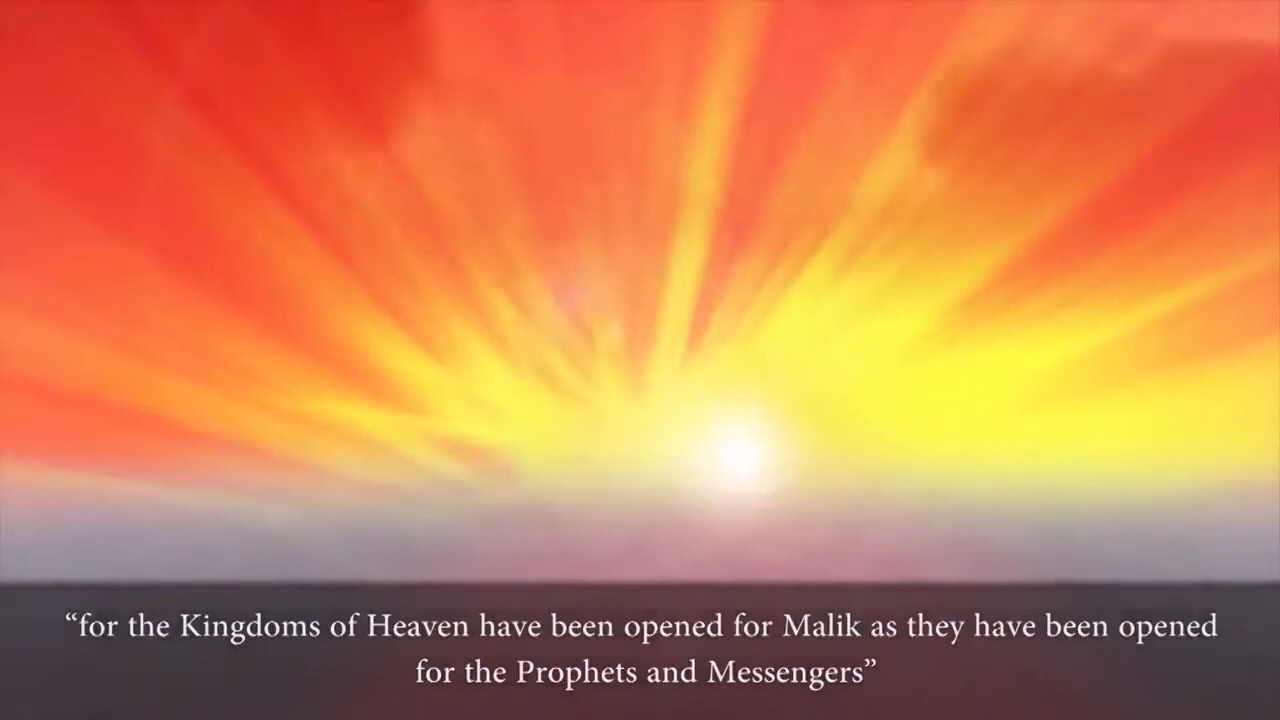 “for the Kingdoms of Heaven have been opened for Malik as they have been opened
for the Prophets and Messengers”